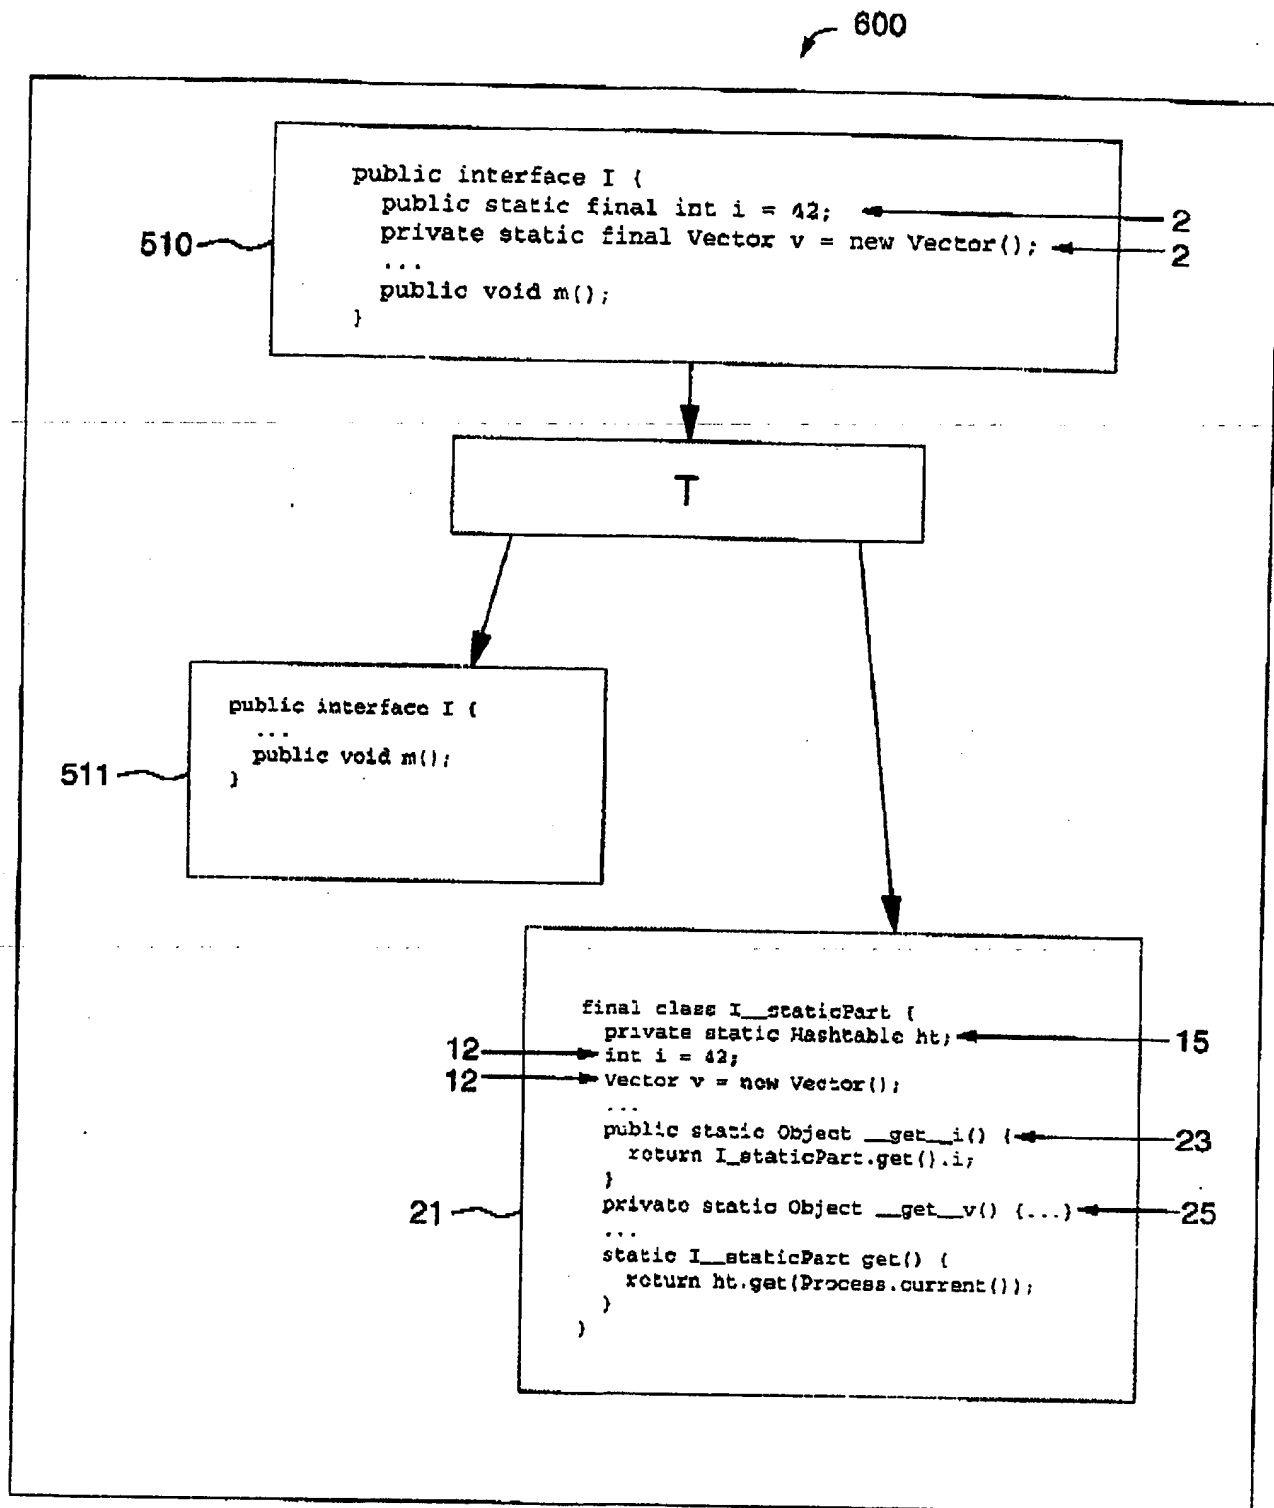 600
public interface I {
public static final int i = 42;
2
private static final Vector v = new Vector();
2
510
...
public void m();
}
T
public interface I {
...
public void m();
}
511
final class I__staticPart {
private static Hashtable ht;
15
12
int i = 42;
12
Vector v = new Vector();
...
public static Object __get__i() {
23
return I_staticPart.get().i;
}
private static Object __get__v() {...}
25
21
...
static I__staticPart get() {
return ht.get(Process.current());
}
}